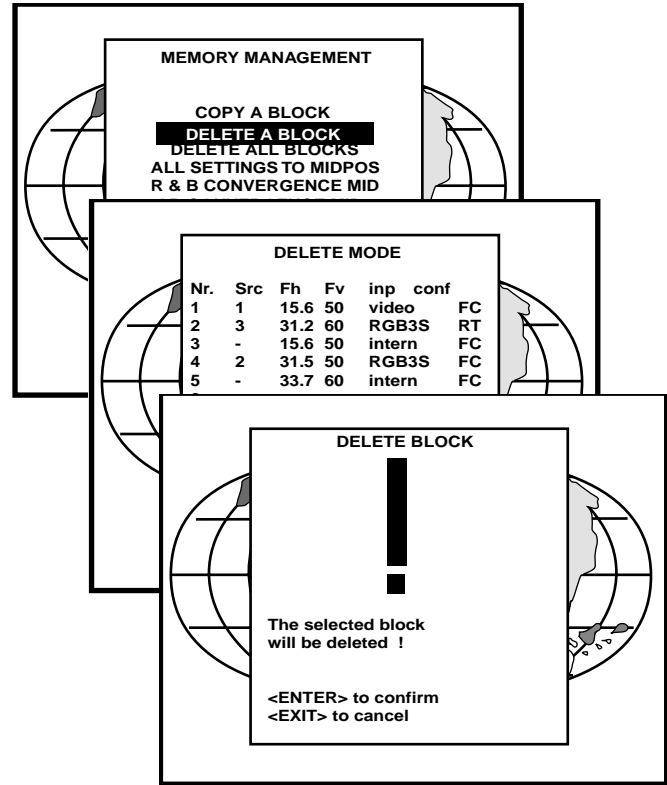 MEMORY MANAGEMENT
COPY A BLOCK
DELETE A BLOCK
DELETE ALL BLOCKS
ALL SETTINGS TO MIDPOS
R & B CONVERGENCE MID
DELETE MODE
Nr. Src Fh Fv inp conf
1 1 15.6 50 video FC
2 3 31.2 60 RGB3S RT
3 - 15.6 50 intern FC
4 2 31.5 50 RGB3S FC
5 - 33.7 60 intern FC
DELETE BLOCK
!
The selected block
will be deleted !
<ENTER> to confirm
<EXIT> to cancel